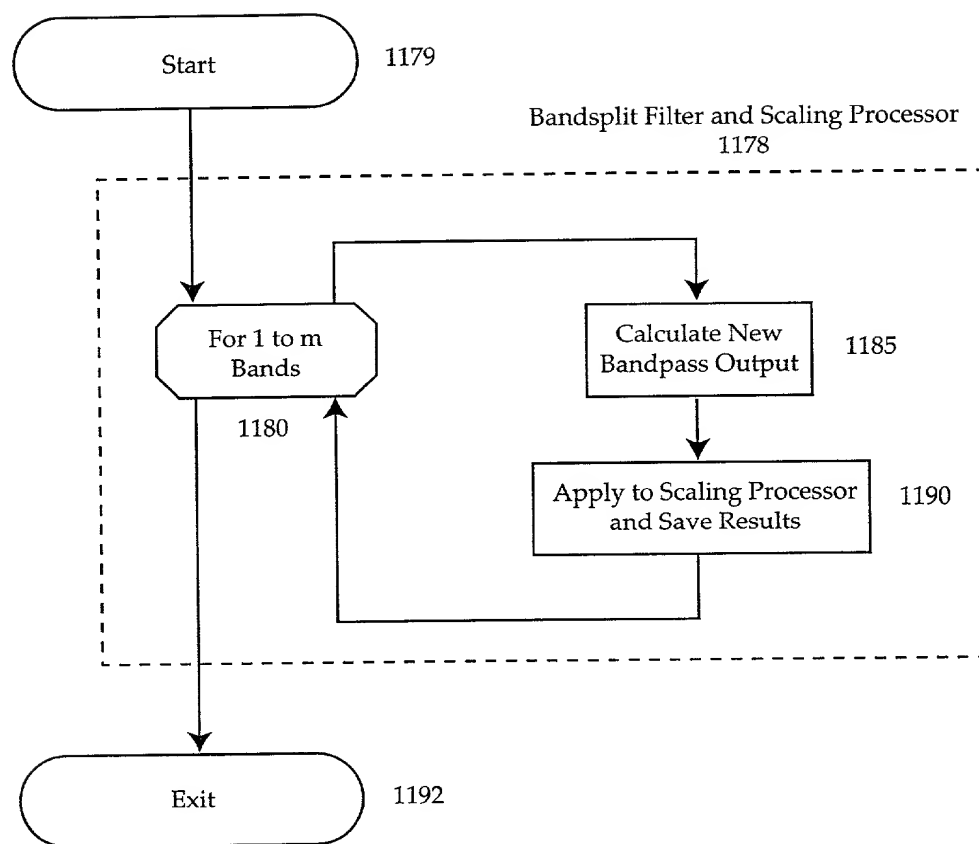 Start
1179
Bandsplit Filter and Scaling Processor
1178
For 1 to m
Bands
1180
Calculate New
Bandpass Output
1185
Apply to Scaling Processor
and Save Results
1190
Exit
1192